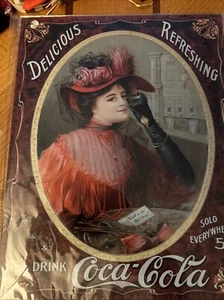 DELICIOUS
REFRESHING
SOLD
EVERYWHE
5
DRINK
Coca-Cola